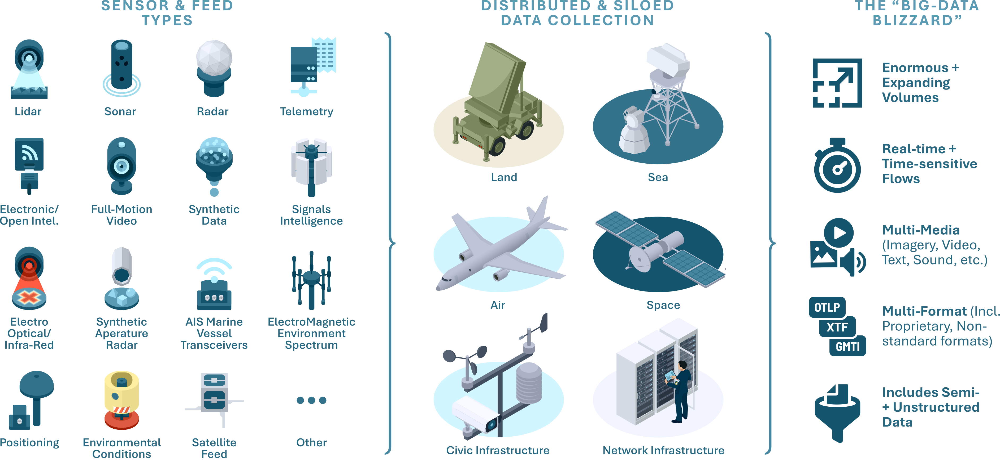 SENSOR & FEED
TYPES
Lidar
Sonar
Radar
Telemetry
Electronic/
Open Intel.
Full-Motion
Video
Synthetic
Data
Signals
Intelligence
Electro
Optical/
Infra-Red
Synthetic
Aperature
Radar
AIS Marine
Vessel
Transceivers
ElectroMagnetic
Environment
Spectrum
Positioning
Environmental
Conditions
Satellite
Feed
Other
DISTRIBUTED & SILOED
DATA COLLECTION
Land
Sea
Air
Space
Civic Infrastructure
Network Infrastructure
THE “BIG-DATA
BLIZZARD”
Enormous +
Expanding
Volumes
Real-time +
Time-sensitive
Flows
Multi-Media
(Imagery, Video,
Text, Sound, etc.)
OTLP
XTF
GMTI
Multi-Format (Incl.
Proprietary, Non-
standard formats)
Includes Semi-
+ Unstructured
Data